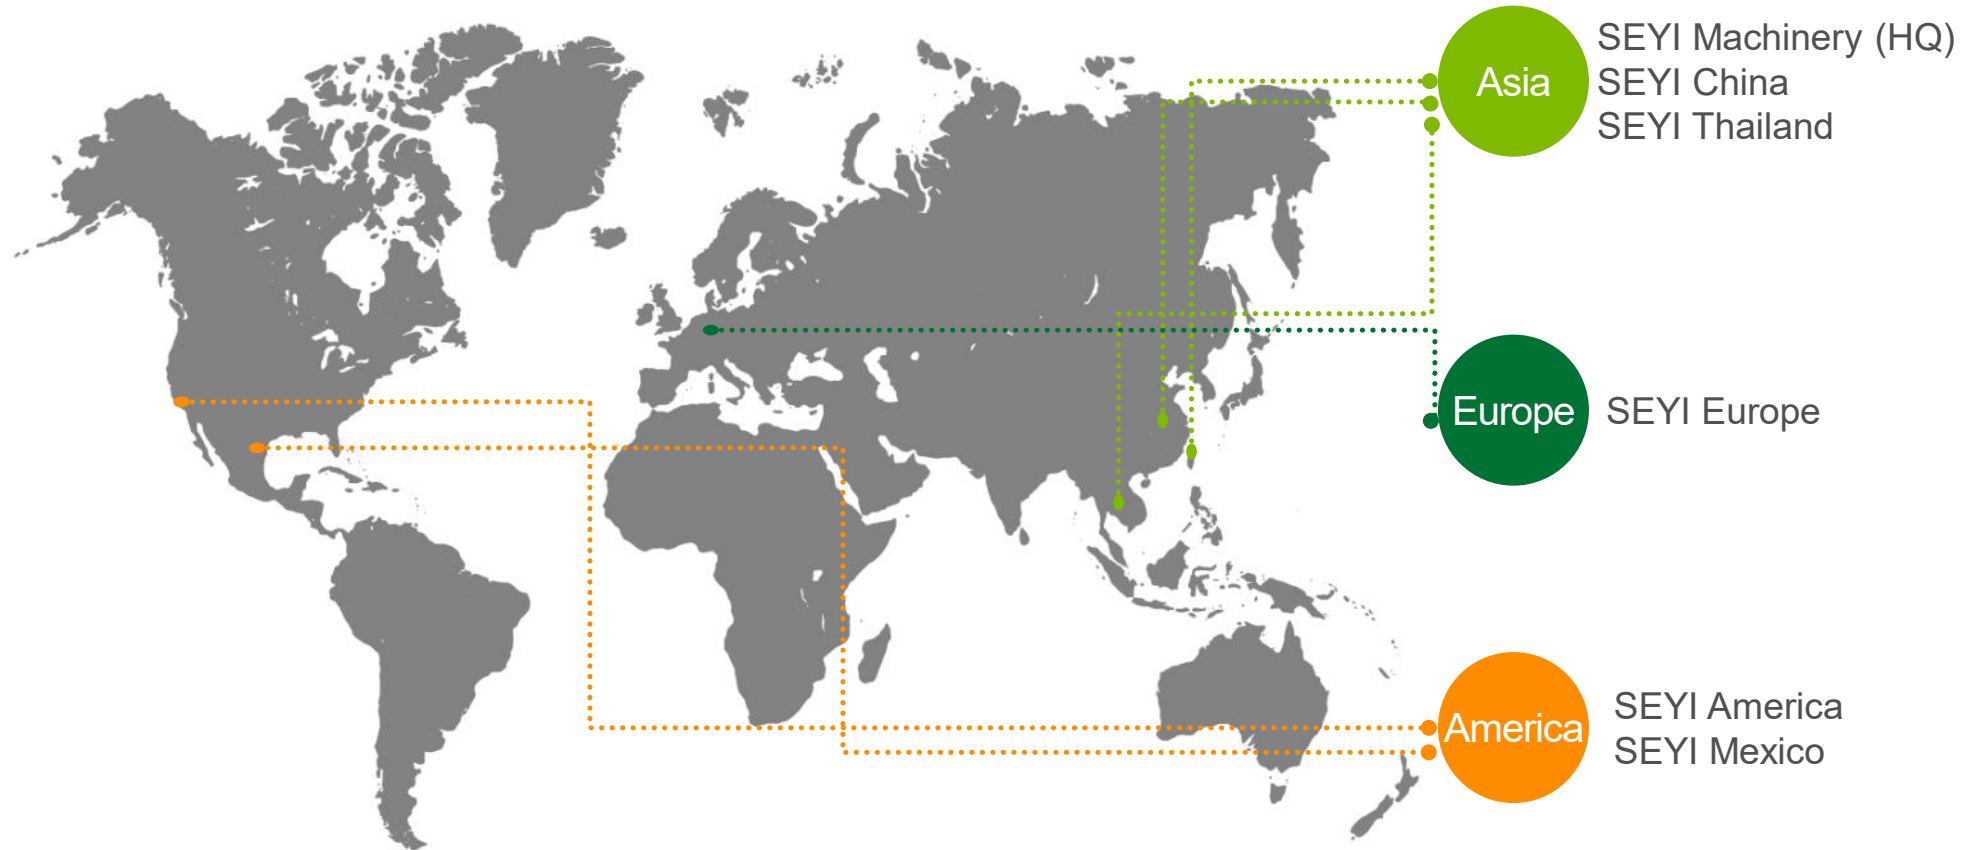 Asia
SEYI Machinery (HQ)
SEYI China
SEYI Thailand
Europe
SEYI Europe
America
SEYI America
SEYI Mexico